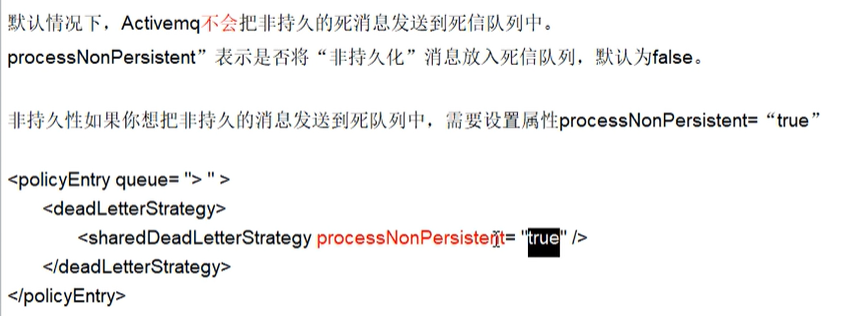 默认情况下，Activemq不会把非持久的死消息发送到死信队列中。
processNonPersistent”表示是否将“非持久化”消息放入死信队列，默认为false。
非持久性如果你想把非持久的消息发送到死队列中，需要设置属性processNonPersistent=“true”
<policyEntry queue= "> " >
<deadLetterStrategy>
<sharedDeadLetterStrategy processNonPersistent= "true" />
</deadLetterStrategy>
</policyEntry>